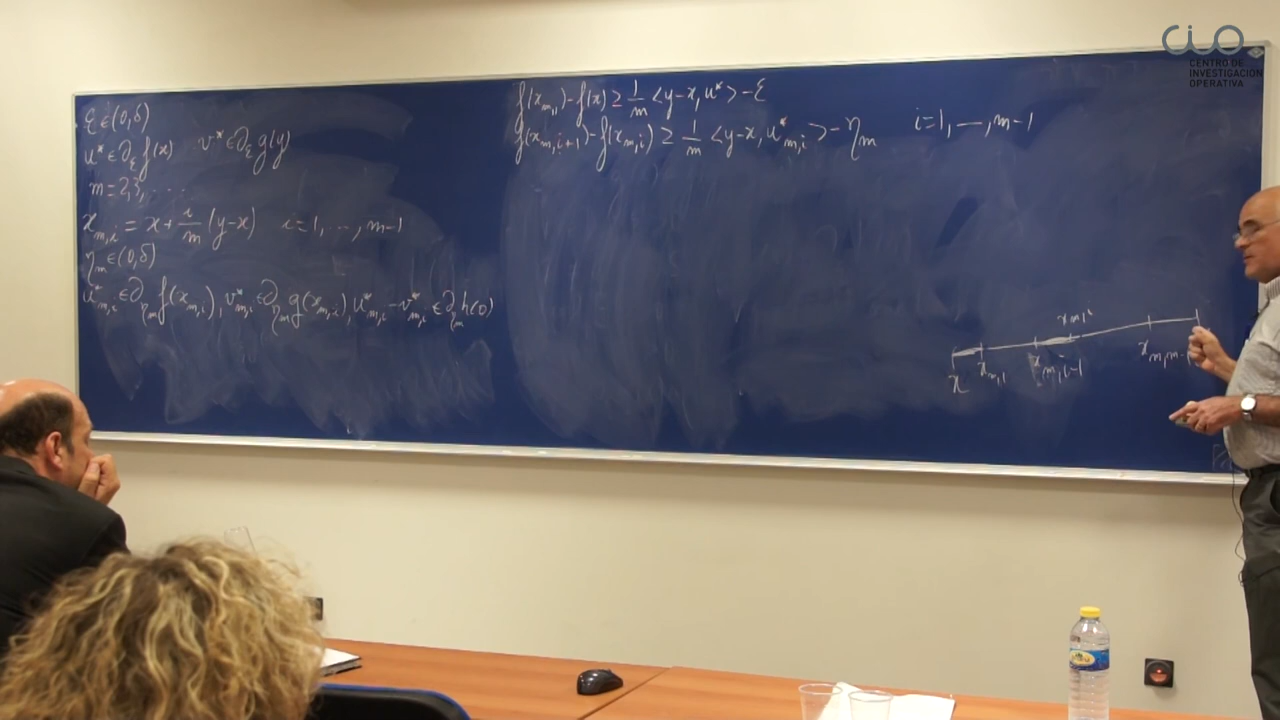 ε ∈ (0,δ)
u* ∈ ∂_ε f(x)   v* ∈ ∂_ε g(y)
m = 2,3, ....
x_{m,i} = x + i/m (y-x)   i=1, ..., m-1
η_m ∈ (0,δ)
u*_{m,i} ∈ ∂_{η_m} f(x_{m,i}), v*_{m,i} ∈ ∂_{η_m} g(x_{m,i}), u*_{m,i} - v*_{m,i} ∈ ∂_{η_m} h(0)
f(x_{m,1}) - f(x) ≥ 1/m <y-x, u*> - ε
f(x_{m,i+1}) - f(x_{m,i}) ≥ 1/m <y-x, u*_{m,i}> - η_m   i=1, ..., m-1
x_{m,i}
x x_{m,1} x_{m,i-1} x_{m,m-1}
cio
CENTRO DE
INVESTIGACIÓN
OPERATIVA